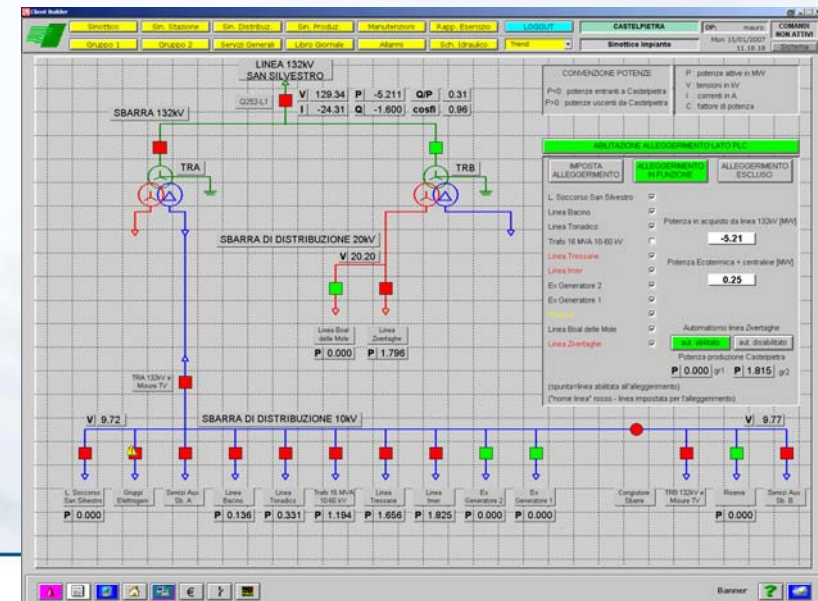 Client Builder
Sinottico
Sin. Stazione
Sin. Distribuz.
Sin. Produz.
Manutenzioni
Rapp. Esercizio
LOGOUT
CASTELPIETRA
OP: mauro
COMANDI
NON ATTIVI
Gruppo 1
Gruppo 2
Servizi Generali
Libro Giornale
Allarmi
Sch. Idraulico
Trend
Sinottico Impianto
Mon 15/01/2007
11.18.18
Sistema
LINEA 132kV
SAN SILVESTRO
Q252-L1
V 129.34 P -5.211 Q/P 0.31
I -24.31 Q -1.600 cosfi 0.96
SBARRA 132kV
TRA
TRB
CONVENZIONE POTENZE
P<0 potenze entranti a Castelpietra
P>0 potenze uscenti da Castelpietra
P : potenze attive in MW
V : tensioni in kV
I : correnti in A
C : fattore di potenza
ABILITAZIONE ALLEGGERIMENTO LATO PLC
IMPOSTA
ALLEGGERIMENTO
ALLEGGERIMENTO
IN FUNZIONE
ALLEGGERIMENTO
ESCLUSO
L. Soccorso San Silvestro
Linea Bacino
Linea Tonadico
Trafo 16 MVA 10-60 kV
Linea Tressane
Linea Imer
Ex Generatore 2
Ex Generatore 1
Linea Boal delle Mole
Linea Zivertaghe
Potenza in acquisto da linea 132kV [MW]
-5.21
Potenza Ecotermica + centraline [MW]
0.25
Automatismo linea Zivertaghe
aut. abilitato
aut. disabilitato
Potenza produzione Castelpietra
P 0.000 gr1 P 1.815 gr2
(spunta=linea abilitata all'alleggerimento)
("nome linea" rosso - linea impostata per l'alleggerimento)
SBARRA DI DISTRIBUZIONE 20kV
V 20.20
Linea Boal
delle Mole
Linea
Zivertaghe
P 0.000
P 1.796
TRA 132kV e
Misure TV
V 9.72
SBARRA DI DISTRIBUZIONE 10kV
V 9.77
L. Soccorso
San Silvestro
Gruppi
Elettrogeni
Servizi Aux
Sb. A
Linea
Bacino
Linea
Tonadico
Trafo 16 MVA
10-60 kV
Linea
Tressane
Linea
Imer
Ex
Generatore 2
Ex
Generatore 1
Congiuntore
Sbarre
TRB 132kV e
Misure TV
Riserva
Servizi Aux
Sb. B
P 0.000
P 0.136
P 0.331
P 1.194
P 1.656
P 1.825
P 0.000
P 0.000
P 0.000
€
Banner
?